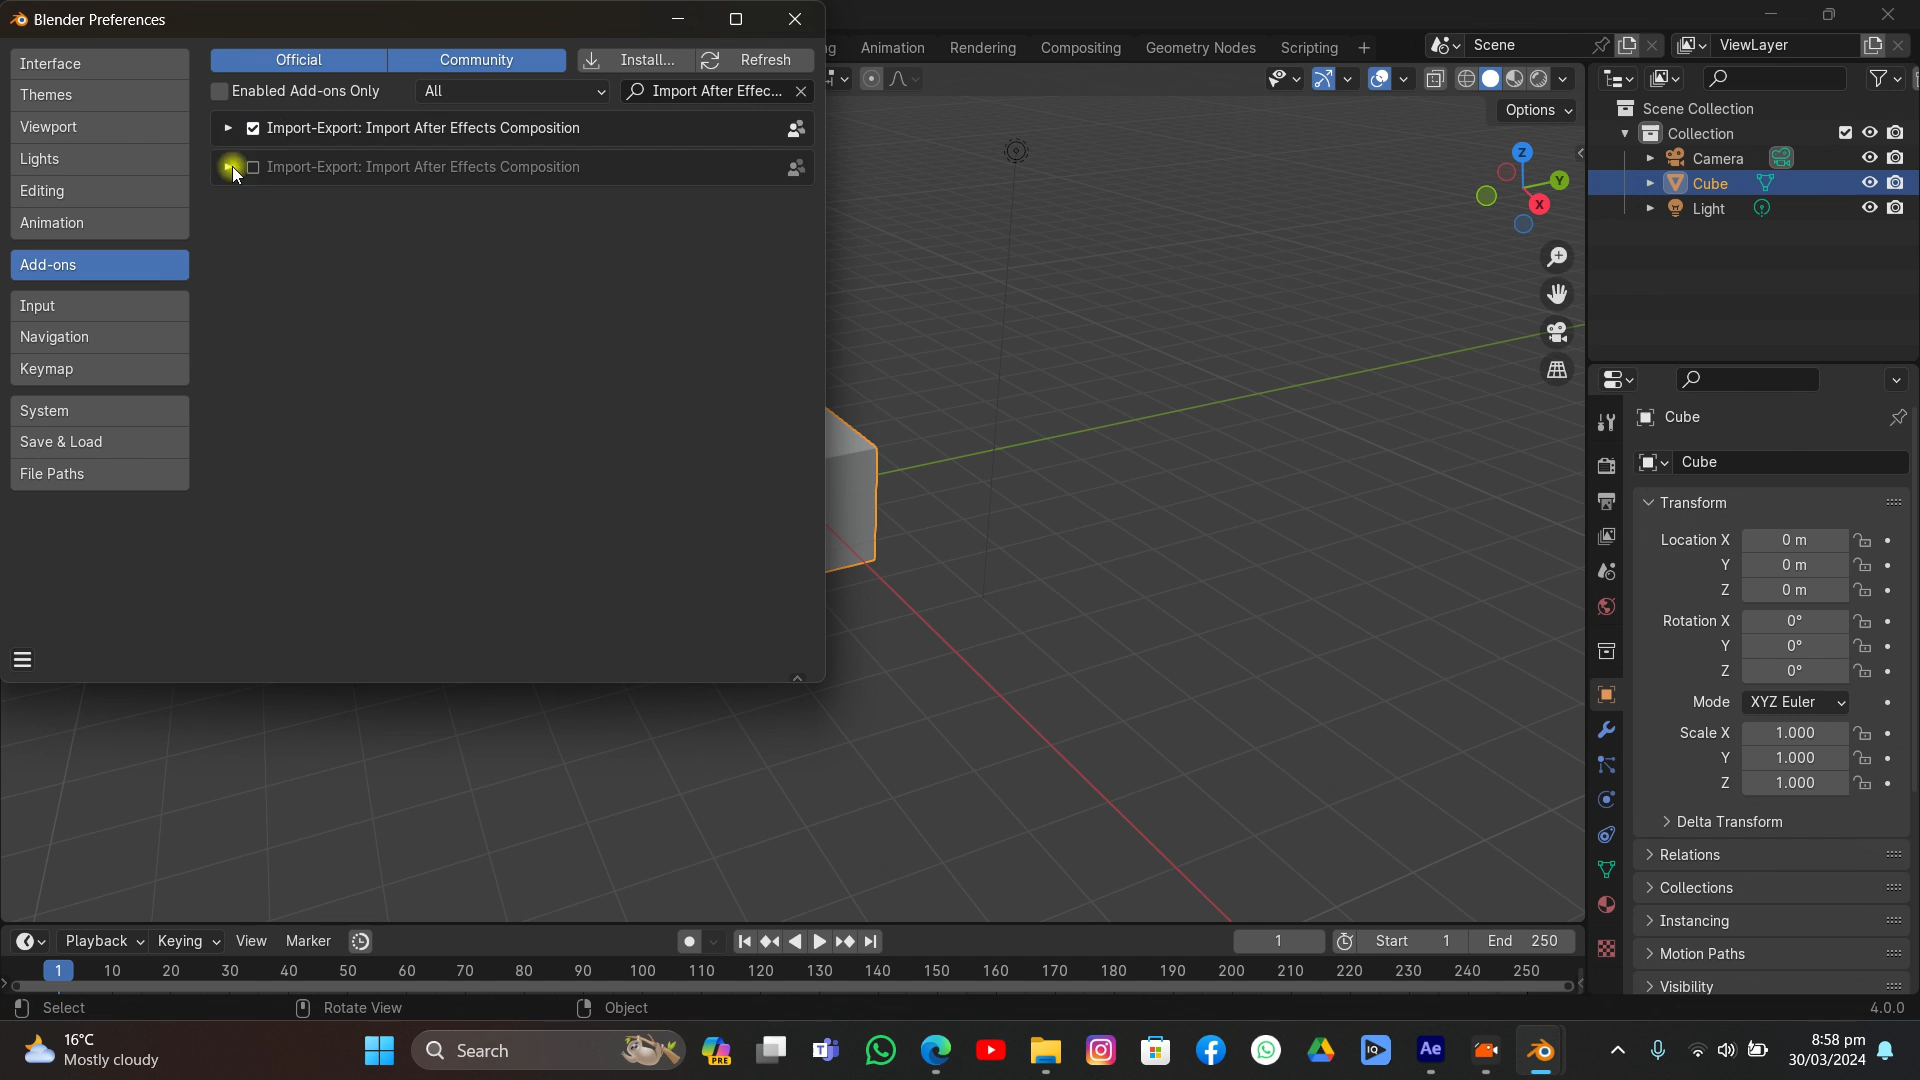 Blender Preferences
Interface
Themes
Viewport
Lights
Editing
Animation
Add-ons
Input
Navigation
Keymap
System
Save & Load
File Paths
Official
Community
Install...
Refresh
Enabled Add-ons Only
All
Import After Effec...
Import-Export: Import After Effects Composition
Import-Export: Import After Effects Composition
Animation
Rendering
Compositing
Geometry Nodes
Scripting
Scene
ViewLayer
Options
Z
Y
X
Scene Collection
Collection
Camera
Cube
Light
Cube
Cube
Transform
Location X 0 m
Y 0 m
Z 0 m
Rotation X 0°
Y 0°
Z 0°
Mode XYZ Euler
Scale X 1.000
Y 1.000
Z 1.000
Delta Transform
Relations
Collections
Instancing
Motion Paths
Visibility
Playback Keying View Marker
1
Start 1
End 250
1 10 20 30 40 50 60 70 80 90 100 110 120 130 140 150 160 170 180 190 200 210 220 230 240 250
Select
Rotate View
Object
4.0.0
16°C
Mostly cloudy
Search
PRE
IQ
Ae
8:58 pm
30/03/2024